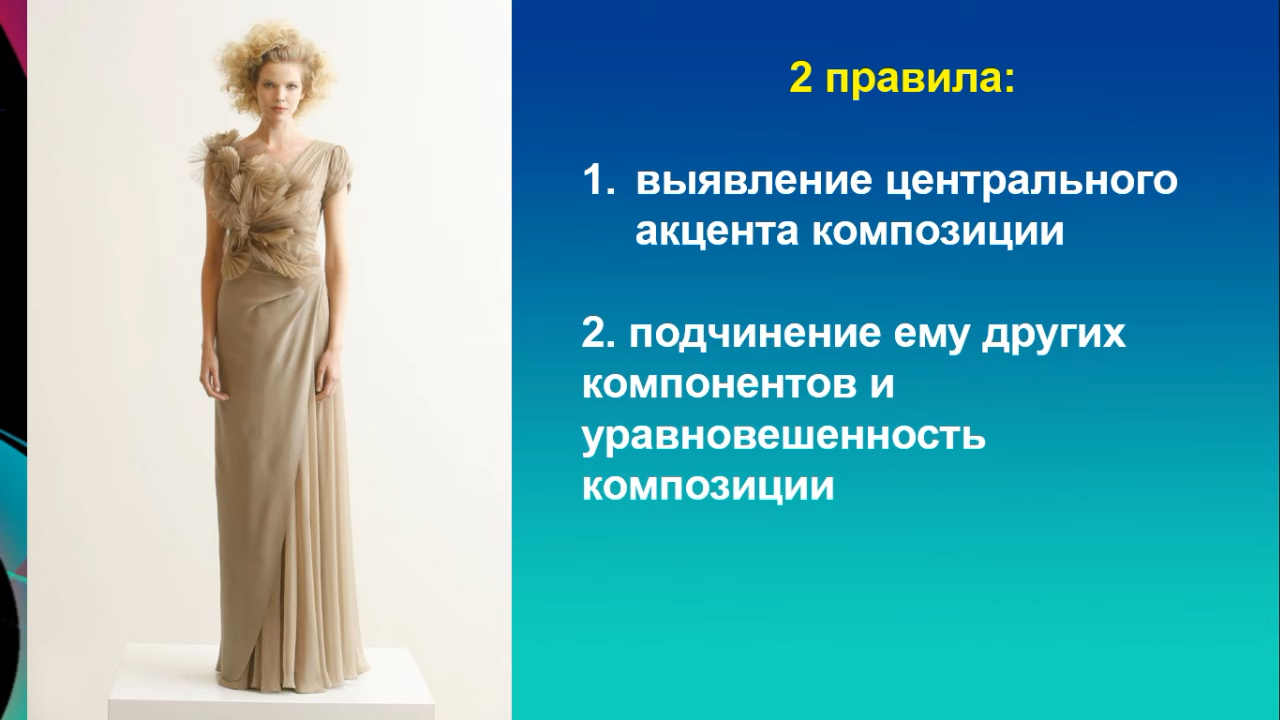 2 правила:
1. выявление центрального
акцента композиции
2. подчинение ему других
компонентов и
уравновешенность
композиции